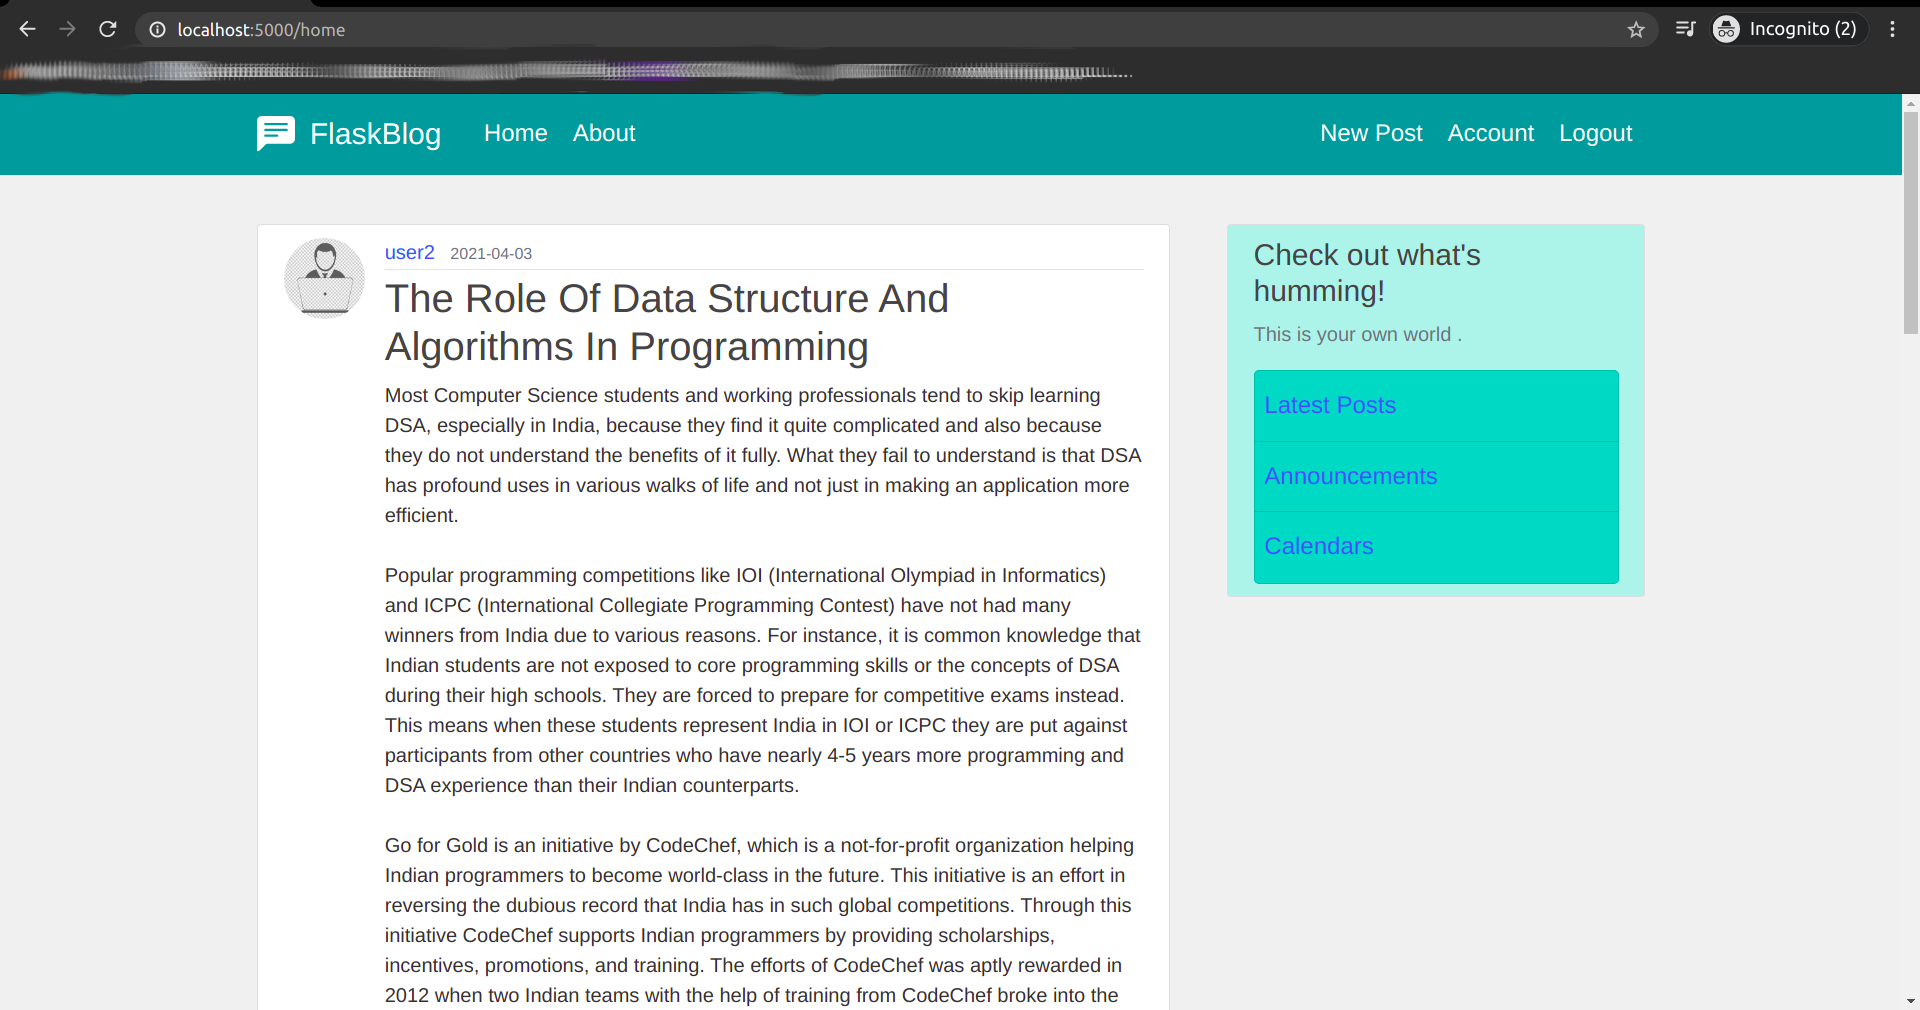 localhost:5000/home
Incognito (2)
FlaskBlog Home About New Post Account Logout
user2 2021-04-03
The Role Of Data Structure And
Algorithms In Programming
Most Computer Science students and working professionals tend to skip learning
DSA, especially in India, because they find it quite complicated and also because
they do not understand the benefits of it fully. What they fail to understand is that DSA
has profound uses in various walks of life and not just in making an application more
efficient.
Popular programming competitions like IOI (International Olympiad in Informatics)
and ICPC (International Collegiate Programming Contest) have not had many
winners from India due to various reasons. For instance, it is common knowledge that
Indian students are not exposed to core programming skills or the concepts of DSA
during their high schools. They are forced to prepare for competitive exams instead.
This means when these students represent India in IOI or ICPC they are put against
participants from other countries who have nearly 4-5 years more programming and
DSA experience than their Indian counterparts.
Go for Gold is an initiative by CodeChef, which is a not-for-profit organization helping
Indian programmers to become world-class in the future. This initiative is an effort in
reversing the dubious record that India has in such global competitions. Through this
initiative CodeChef supports Indian programmers by providing scholarships,
incentives, promotions, and training. The efforts of CodeChef was aptly rewarded in
2012 when two Indian teams with the help of training from CodeChef broke into the
Check out what's
humming!
This is your own world .
Latest Posts
Announcements
Calendars